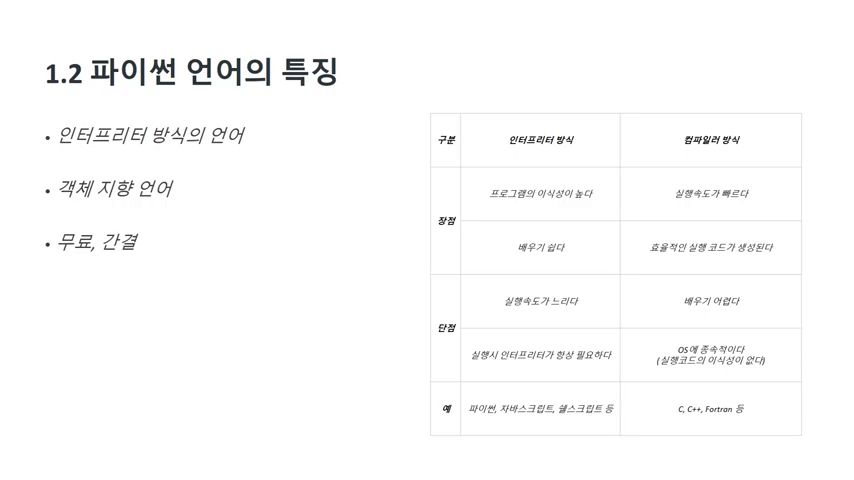 1.2 파이썬 언어의 특징
• 인터프리터 방식의 언어
• 객체 지향 언어
• 무료, 간결
구분 인터프리터 방식 컴파일러 방식
장점 프로그램의 이식성이 높다 실행속도가 빠르다
배우기 쉽다 효율적인 실행 코드가 생성된다
단점 실행속도가 느리다 배우기 어렵다
실행시 인터프리터가 항상 필요하다 OS에 종속적이다
(실행코드의 이식성이 없다)
예 파이썬, 자바스크립트, 쉘스크립트 등 C, C++, Fortran 등